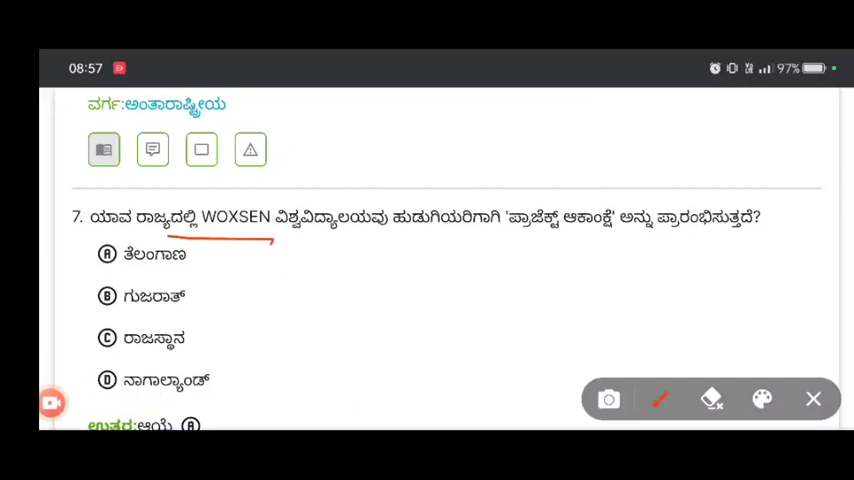 08:57
97%
ವರ್ಗ:ಅಂತಾರಾಷ್ಟ್ರೀಯ
7. ಯಾವ ರಾಜ್ಯದಲ್ಲಿ WOXSEN ವಿಶ್ವವಿದ್ಯಾಲಯವು ಹುಡುಗಿಯರಿಗಾಗಿ 'ಪ್ರಾಜೆಕ್ಟ್ ಆಕಾಂಕ್ಷೆ' ಅನ್ನು ಪ್ರಾರಂಭಿಸುತ್ತದೆ?
A ತೆಲಂಗಾಣ
B ಗುಜರಾತ್
C ರಾಜಸ್ಥಾನ
D ನಾಗಾಲ್ಯಾಂಡ್
ಉತ್ತರ:ಆಯ್ಕೆ A